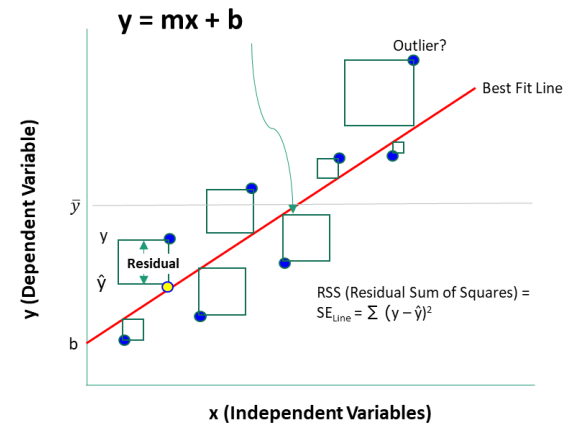 y = mx + b
Outlier?
Best Fit Line
y (Dependent Variable)
y̅
y
Residual
ŷ
RSS (Residual Sum of Squares) =
SE_Line = Σ (y – ŷ)²
b
x (Independent Variables)